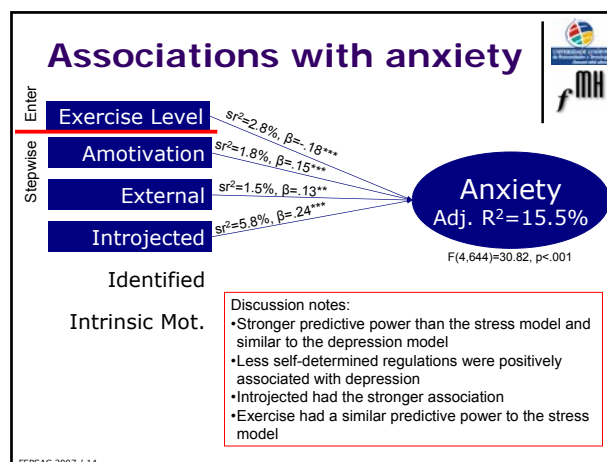 Associations with anxiety
Enter
Exercise Level
sr²=2.8%, β=-.18***
Stepwise
Amotivation
sr²=1.8%, β=.15***
External
sr²=1.5%, β=.13**
Introjected
sr²=5.8%, β=.24***
Identified
Intrinsic Mot.
Anxiety
Adj. R²=15.5%
F(4,644)=30.82, p<.001
fMH
Discussion notes:
•Stronger predictive power than the stress model and
similar to the depression model
•Less self-determined regulations were positively
associated with depression
•Introjected had the stronger association
•Exercise had a similar predictive power to the stress
model